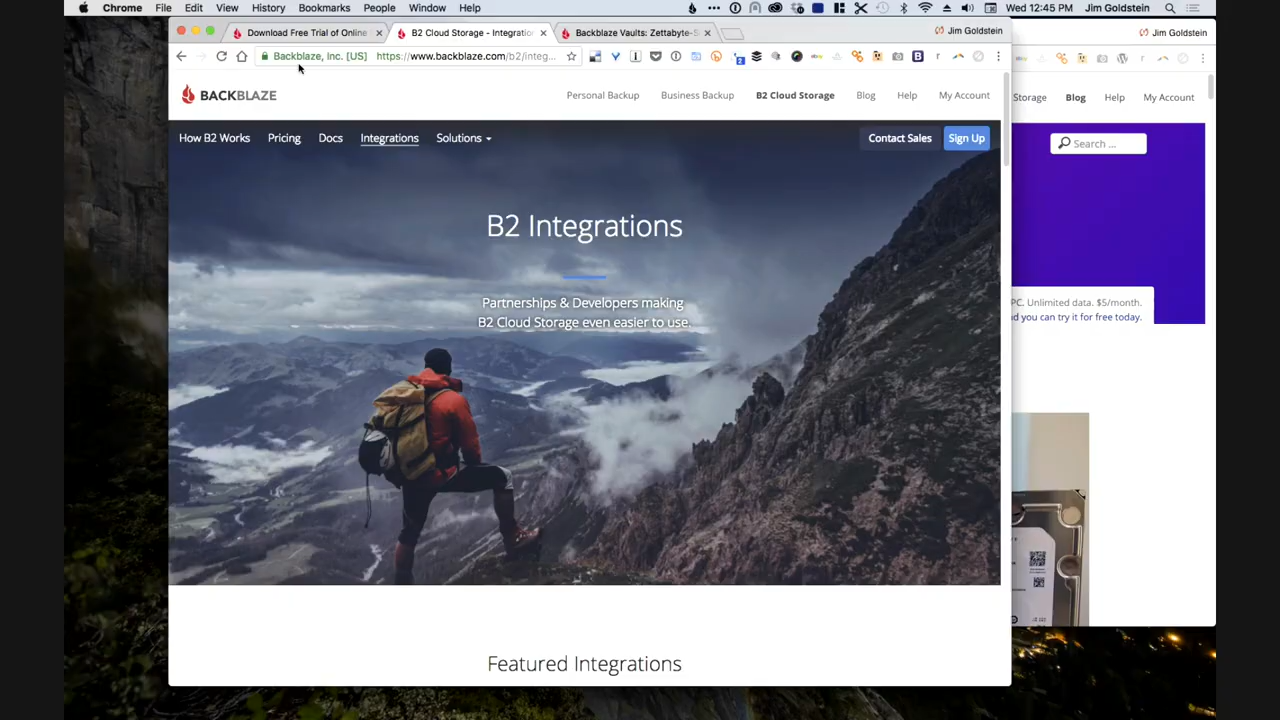 Chrome File Edit View History Bookmarks People Window Help
Wed 12:45 PM Jim Goldstein
Download Free Trial of Online
B2 Cloud Storage - Integration
Backblaze Vaults: Zettabyte-S
Jim Goldstein
Jim Goldstein
Backblaze, Inc. [US] https://www.backblaze.com/b2/integ...
BACKBLAZE
Personal Backup Business Backup B2 Cloud Storage Blog Help My Account
Storage Blog Help My Account
How B2 Works Pricing Docs Integrations Solutions
Contact Sales Sign Up
Search ...
B2 Integrations
Partnerships & Developers making
B2 Cloud Storage even easier to use.
PC. Unlimited data. $5/month.
nd you can try it for free today.
Featured Integrations